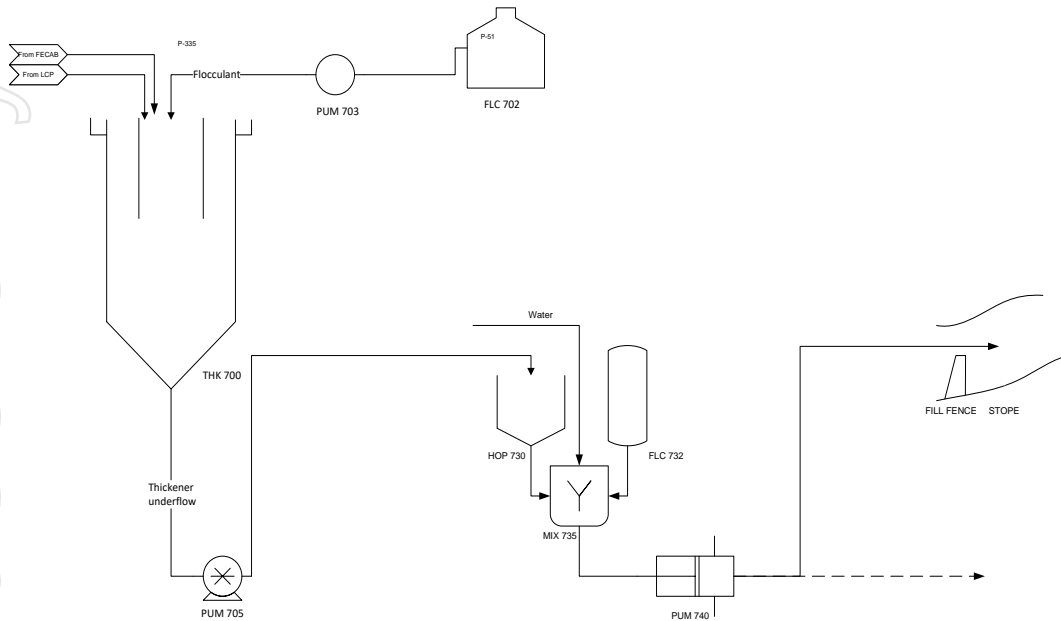 P-335
P-51
From FECAB
From LCP
Flocculant
PUM 703
FLC 702
Water
THK 700
FILL FENCE STOPE
HOP 730
FLC 732
Thickener
underflow
MIX 735
PUM 705
PUM 740